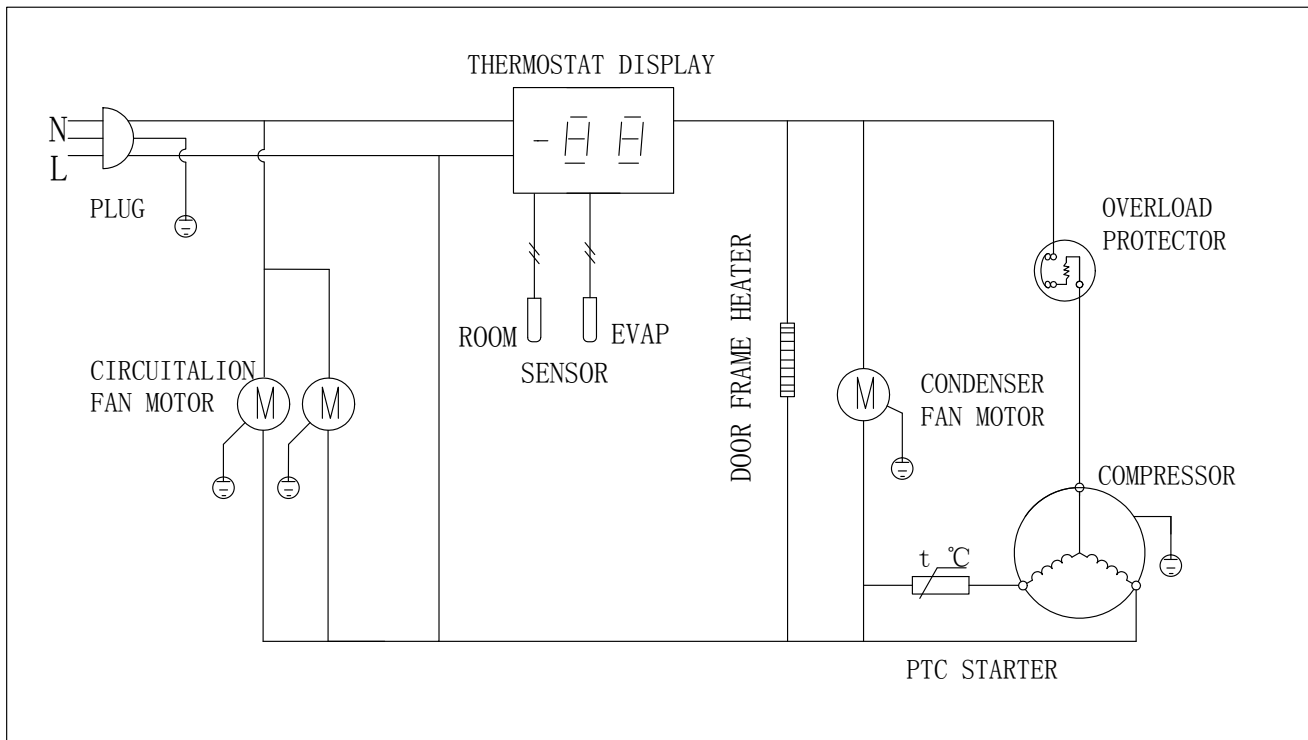 THERMOSTAT DISPLAY
N
L
PLUG
-88
OVERLOAD
PROTECTOR
DOOR FRAME HEATER
ROOM
EVAP
SENSOR
CIRCUITALION
FAN MOTOR
M
M
M
CONDENSER
FAN MOTOR
COMPRESSOR
t ℃
PTC STARTER